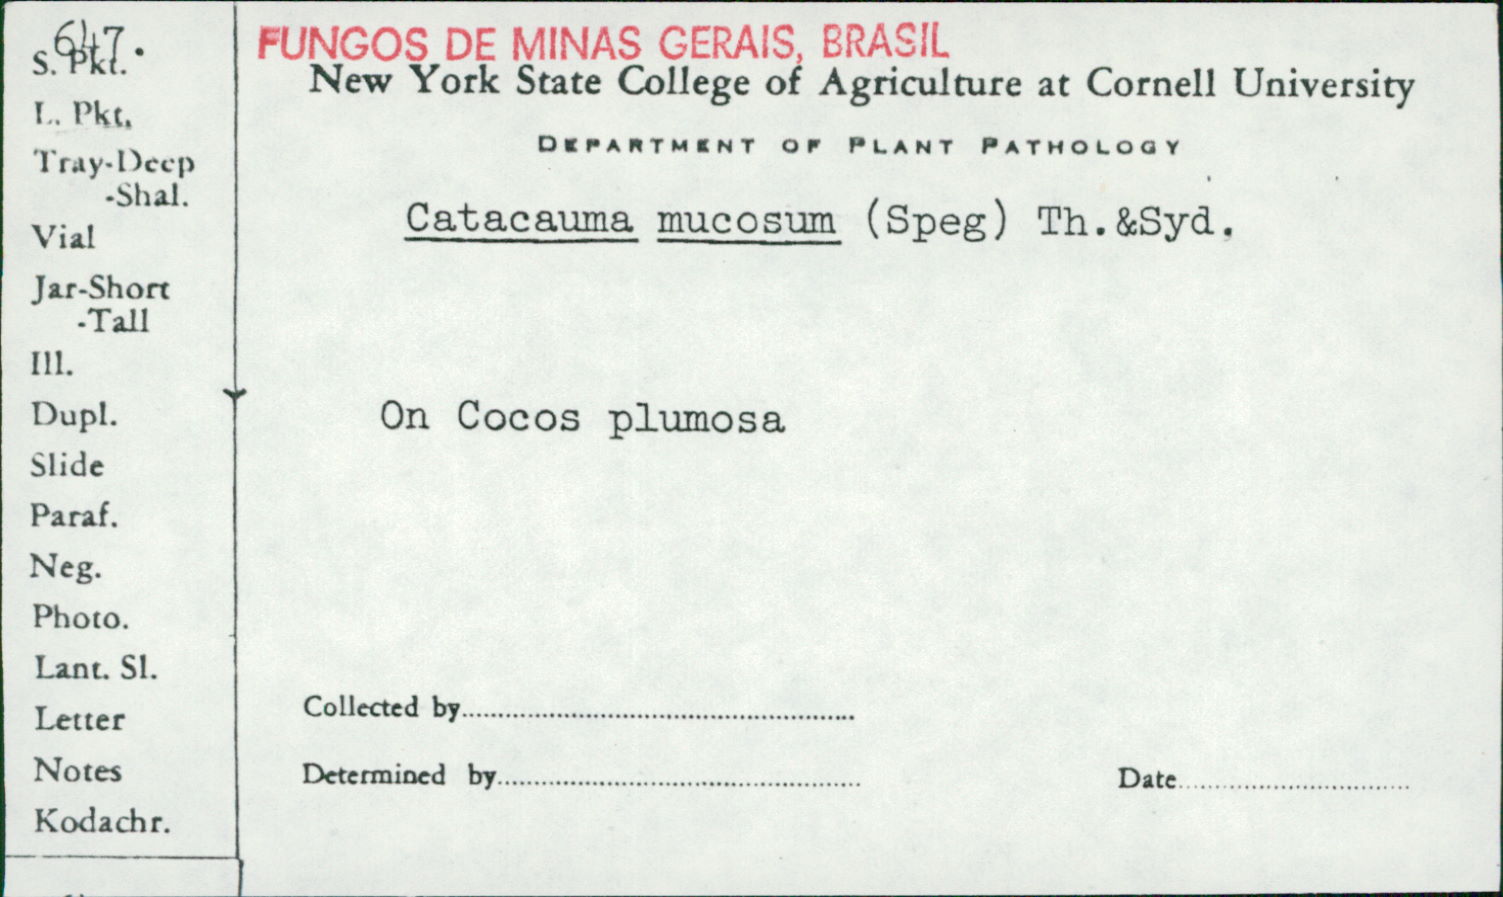 647.
S. Pkt.
L. Pkt.
Tray-Deep
-Shal.
Vial
Jar-Short
-Tall
Ill.
Dupl.
Slide
Paraf.
Neg.
Photo.
Lant. Sl.
Letter
Notes
Kodachr.
FUNGOS DE MINAS GERAIS, BRASIL
New York State College of Agriculture at Cornell University
DEPARTMENT OF PLANT PATHOLOGY
Catacauma mucosum (Speg) Th.&Syd.
On Cocos plumosa
Collected by
Determined by
Date